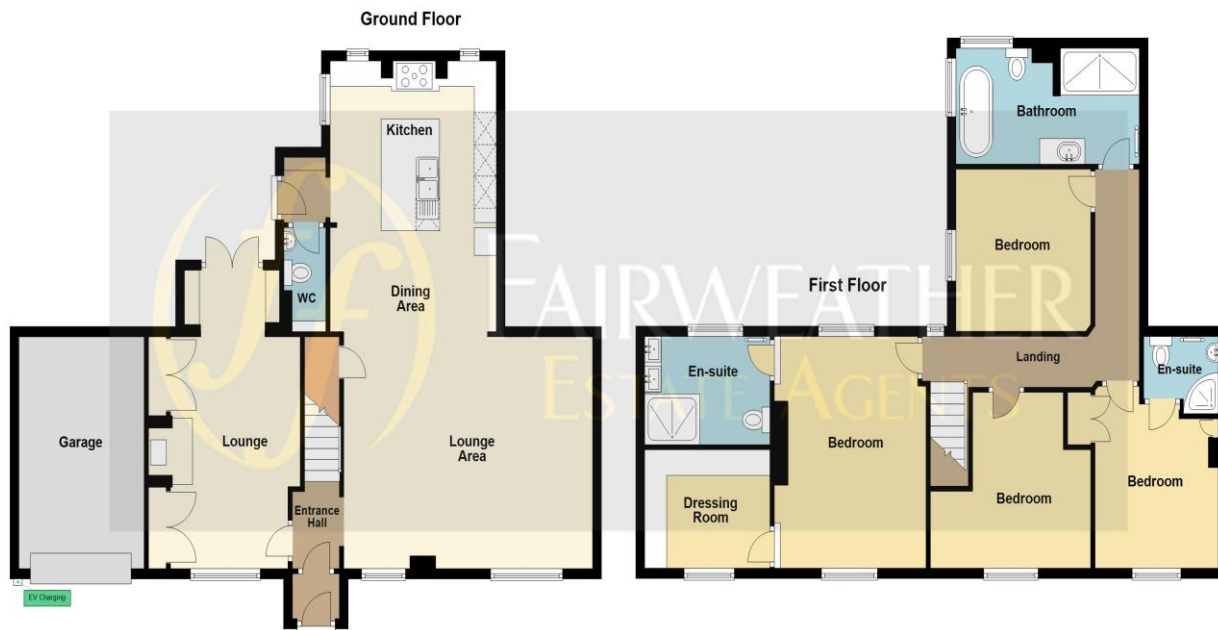 Ground Floor
Kitchen
Dining
Area
WC
Lounge
Garage
Lounge
Area
Entrance
Hall
EV Charging
First Floor
Bathroom
Bedroom
Landing
En-suite
En-suite
Bedroom
Bedroom
Bedroom
Dressing
Room
ff
FAIRWEATHER
ESTATE AGENTS